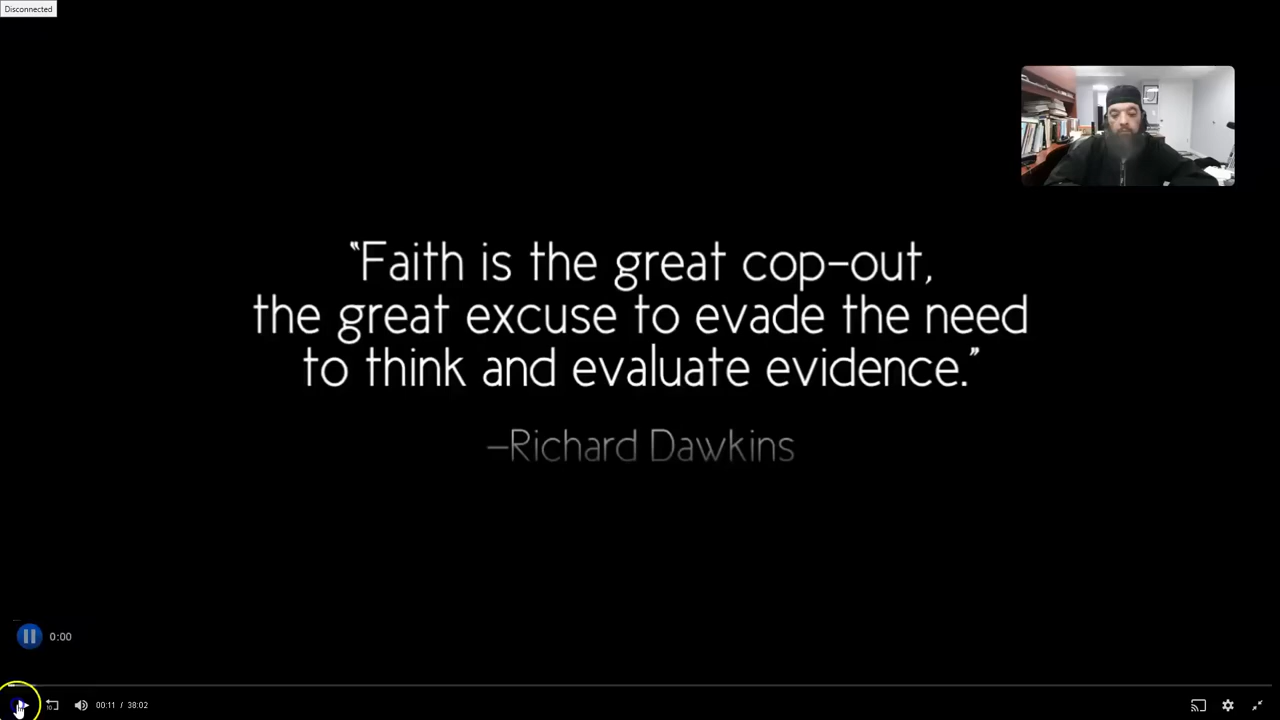 Disconnected
“Faith is the great cop-out,
the great excuse to evade the need
to think and evaluate evidence.”
–Richard Dawkins
0:00
10
00:11 / 38:02